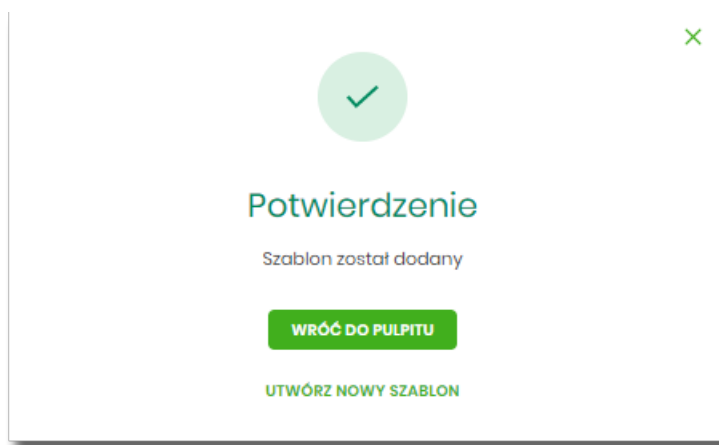 Potwierdzenie
Szablon został dodany
WRÓĆ DO PULPITU
UTWÓRZ NOWY SZABLON